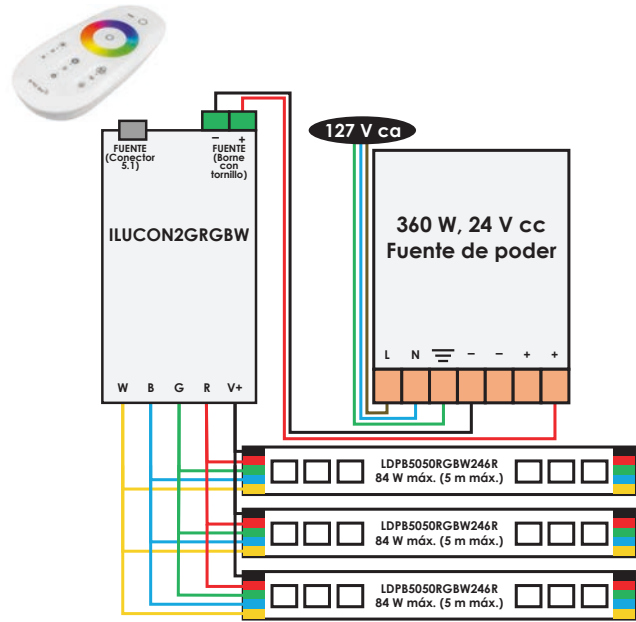 127 V ca
− +
FUENTE
(Conector
5.1)
FUENTE
(Borne
con
tornillo)
ILUCON2GRGBW
360 W, 24 V cc
Fuente de poder
L N − − + +
W B G R V+
LDPB5050RGBW246R
84 W máx. (5 m máx.)
LDPB5050RGBW246R
84 W máx. (5 m máx.)
LDPB5050RGBW246R
84 W máx. (5 m máx.)